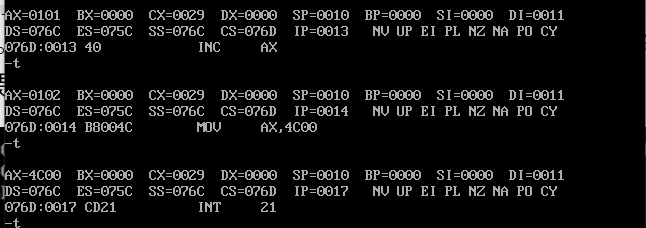 AX=0101  BX=0000  CX=0029  DX=0000  SP=0010  BP=0000  SI=0000  DI=0011
DS=076C  ES=075C  SS=076C  CS=076D  IP=0013   NV UP EI PL NZ NA PO CY
076D:0013 40            INC     AX
-t
AX=0102  BX=0000  CX=0029  DX=0000  SP=0010  BP=0000  SI=0000  DI=0011
DS=076C  ES=075C  SS=076C  CS=076D  IP=0014   NV UP EI PL NZ NA PO CY
076D:0014 B8004C        MOV     AX,4C00
-t
AX=4C00  BX=0000  CX=0029  DX=0000  SP=0010  BP=0000  SI=0000  DI=0011
DS=076C  ES=075C  SS=076C  CS=076D  IP=0017   NV UP EI PL NZ NA PO CY
076D:0017 CD21          INT     21
-t